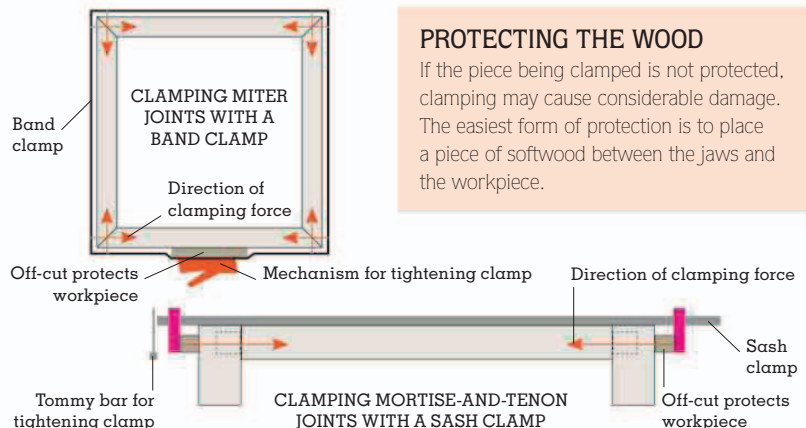 CLAMPING MITER
JOINTS WITH A
BAND CLAMP
Band
clamp
Direction of
clamping force
Off-cut protects
workpiece
Mechanism for tightening clamp
PROTECTING THE WOOD
If the piece being clamped is not protected,
clamping may cause considerable damage.
The easiest form of protection is to place
a piece of softwood between the jaws and
the workpiece.
Direction of clamping force
Sash
clamp
Tommy bar for
tightening clamp
CLAMPING MORTISE-AND-TENON
JOINTS WITH A SASH CLAMP
Off-cut protects
workpiece